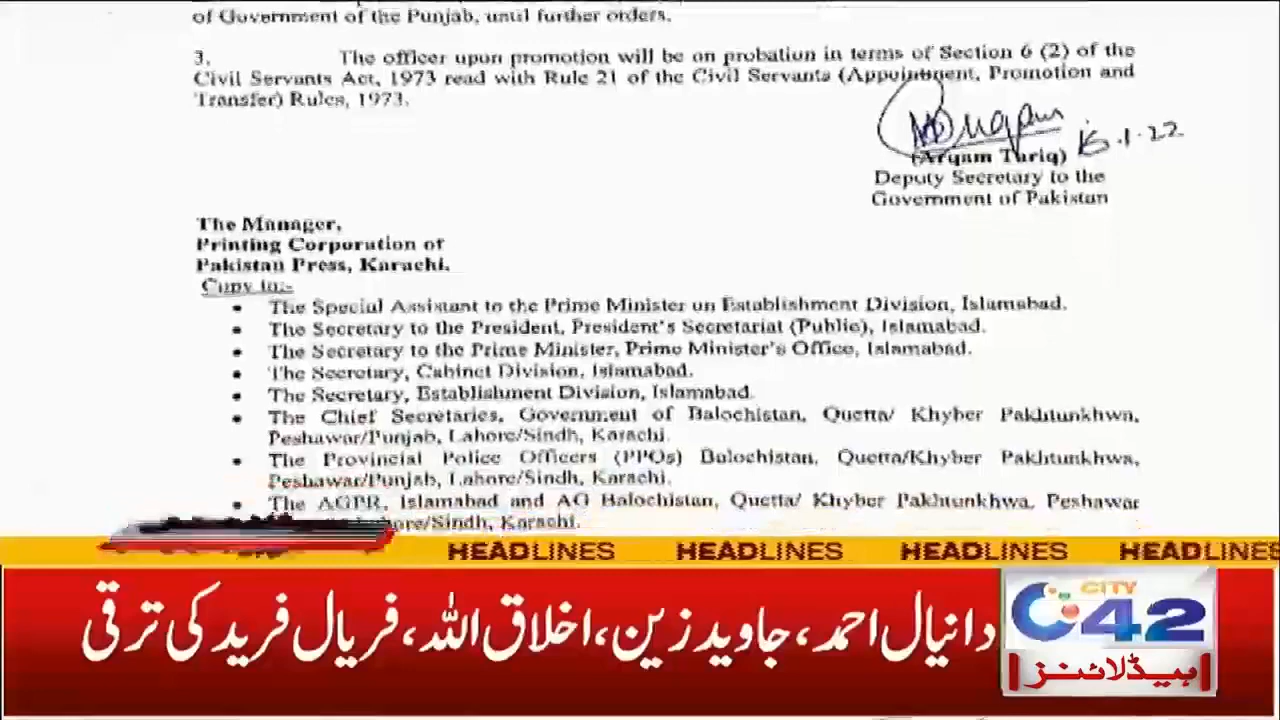 of Government of the Punjab, until further orders.
3. The officer upon promotion will be on probation in terms of Section 6 (2) of the
Civil Servants Act, 1973 read with Rule 21 of the Civil Servants (Appointment, Promotion and
Transfer) Rules, 1973.
15.1.22
(Arqam Tariq)
Deputy Secretary to the
Government of Pakistan
The Manager,
Printing Corporation of
Pakistan Press, Karachi.
Copy to:-
• The Special Assistant to the Prime Minister on Establishment Division, Islamabad.
• The Secretary to the President, President's Secretariat (Public), Islamabad.
• The Secretary to the Prime Minister, Prime Minister's Office, Islamabad.
• The Secretary, Cabinet Division, Islamabad.
• The Secretary, Establishment Division, Islamabad.
• The Chief Secretaries, Government of Balochistan, Quetta/ Khyber Pakhtunkhwa,
Peshawar/Punjab, Lahore/Sindh, Karachi.
• The Provincial Police Officers (PPOs) Balochistan, Quetta/Khyber Pakhtunkhwa,
Peshawar/Punjab, Lahore/Sindh, Karachi.
• The AGPR, Islamabad and AG Balochistan, Quetta/ Khyber Pakhtunkhwa, Peshawar
hore/Sindh, Karachi.
HEADLINES HEADLINES HEADLINES HEADLINES
دانیال احمد، جاوید زین، اخلاق اللہ، فریال فرید کی ترقی
CITY
42
ہیڈلائنز